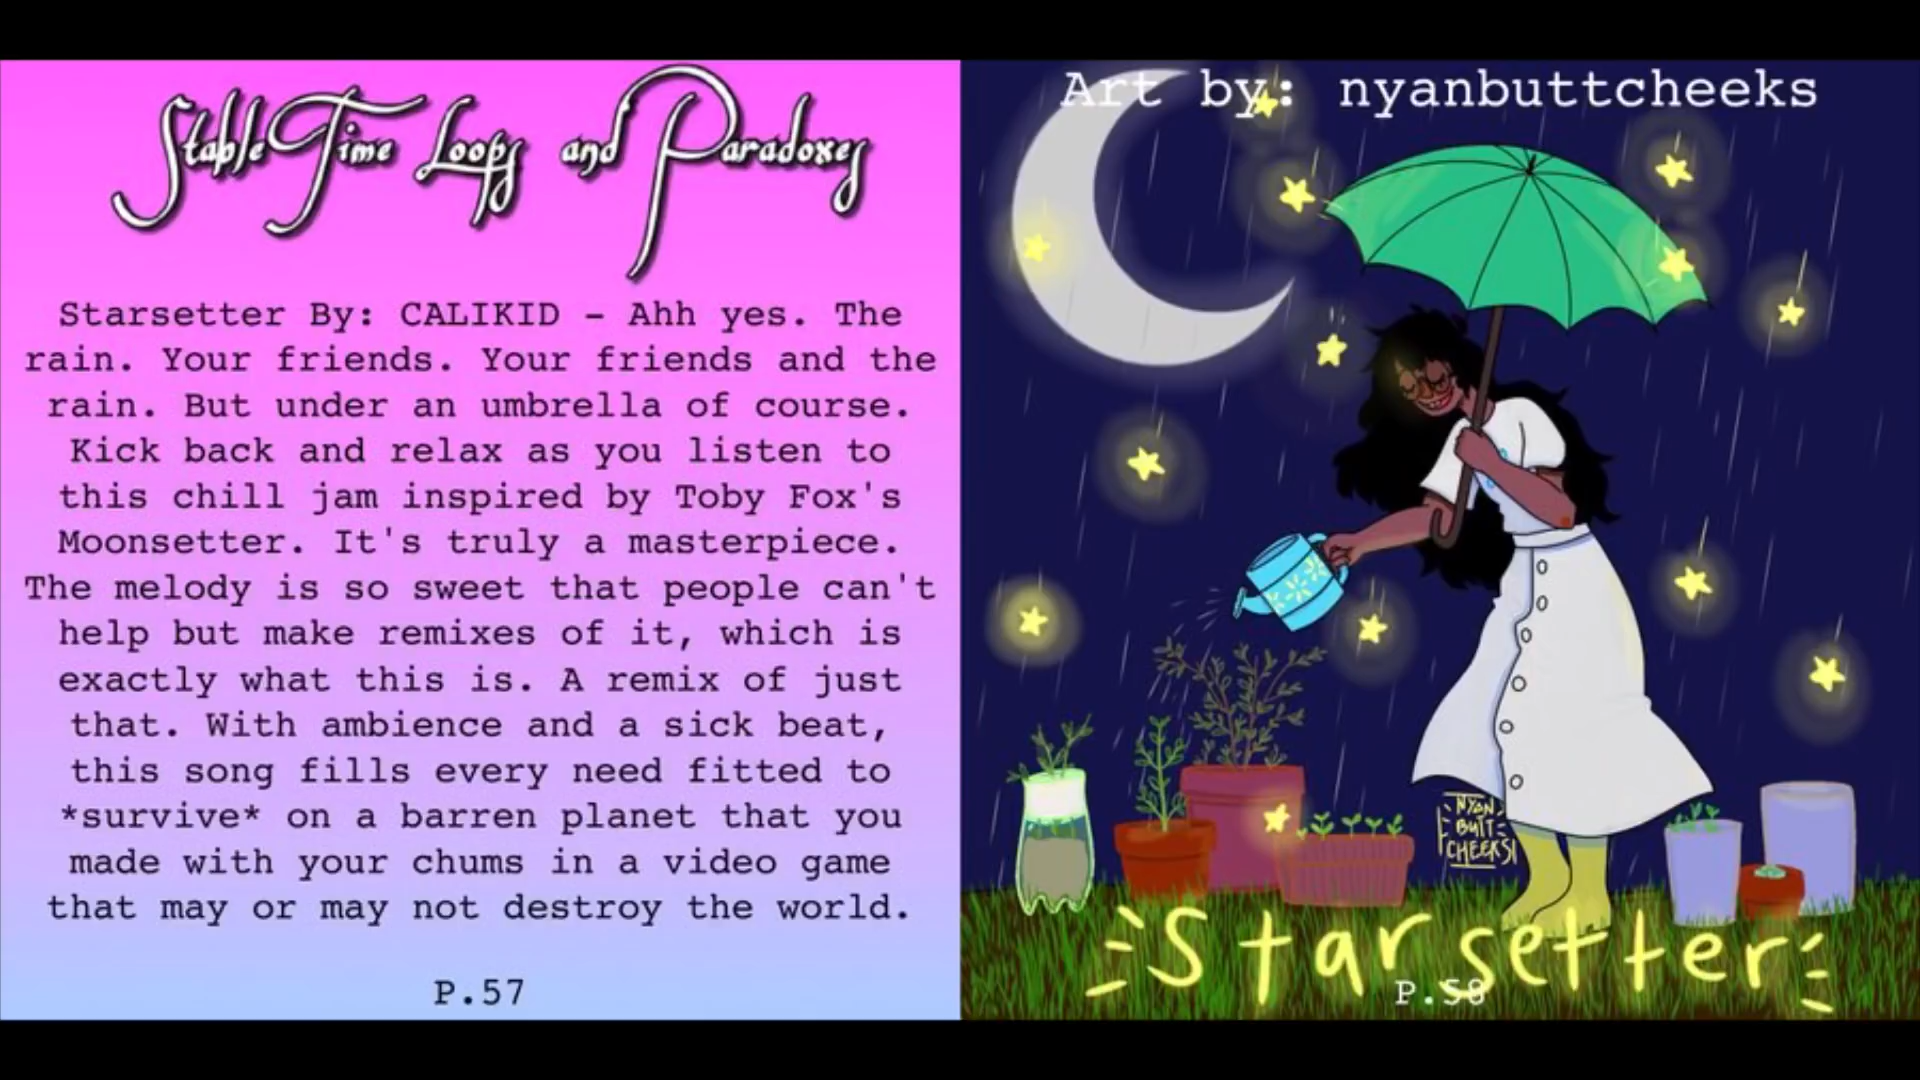 Stable Time Loops and Paradoxes
Starsetter By: CALIKID - Ahh yes. The
rain. Your friends. Your friends and the
rain. But under an umbrella of course.
Kick back and relax as you listen to
this chill jam inspired by Toby Fox's
Moonsetter. It's truly a masterpiece.
The melody is so sweet that people can't
help but make remixes of it, which is
exactly what this is. A remix of just
that. With ambience and a sick beat,
this song fills every need fitted to
*survive* on a barren planet that you
made with your chums in a video game
that may or may not destroy the world.
P.57
Art by: nyanbuttcheeks
NYAN
BUTT
CHEEKS
Starsetter
P.58